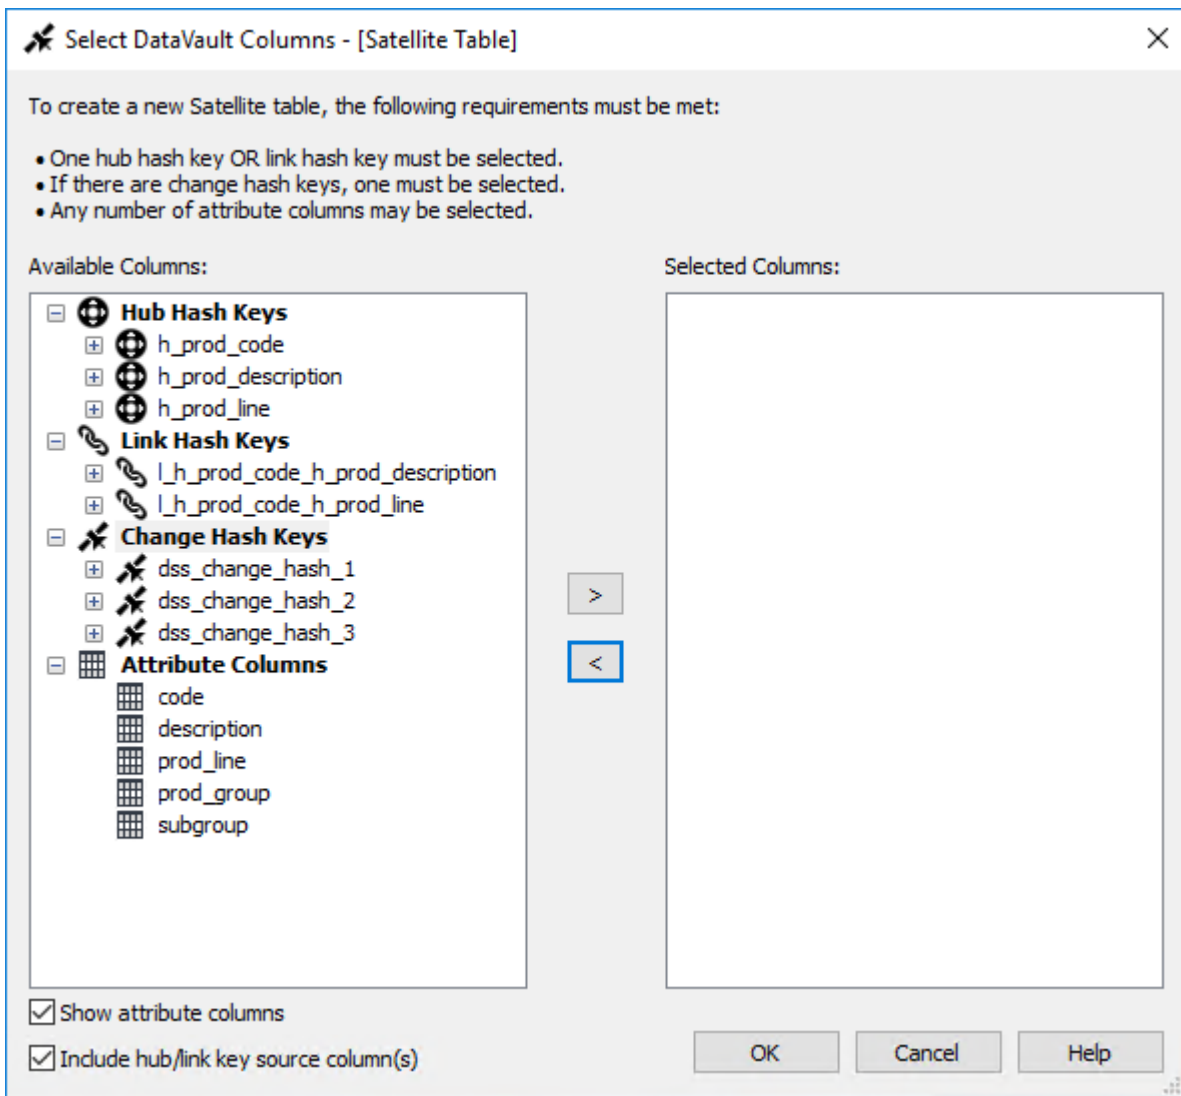 Select DataVault Columns - [Satellite Table]
To create a new Satellite table, the following requirements must be met:
• One hub hash key OR link hash key must be selected.
• If there are change hash keys, one must be selected.
• Any number of attribute columns may be selected.
Available Columns:
Selected Columns:
Hub Hash Keys
h_prod_code
h_prod_description
h_prod_line
Link Hash Keys
l_h_prod_code_h_prod_description
l_h_prod_code_h_prod_line
Change Hash Keys
dss_change_hash_1
dss_change_hash_2
dss_change_hash_3
Attribute Columns
code
description
prod_line
prod_group
subgroup
>
<
Show attribute columns
Include hub/link key source column(s)
OK
Cancel
Help